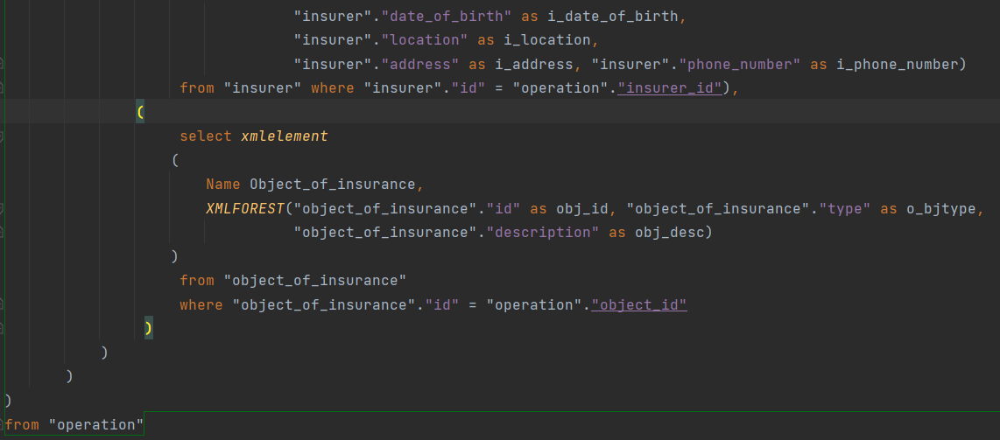 "insurer"."date_of_birth" as i_date_of_birth,
"insurer"."location" as i_location,
"insurer"."address" as i_address, "insurer"."phone_number" as i_phone_number)
from "insurer" where "insurer"."id" = "operation"."insurer_id"),
(
select xmlelement
(
Name Object_of_insurance,
XMLFOREST("object_of_insurance"."id" as obj_id, "object_of_insurance"."type" as o_bjtype,
"object_of_insurance"."description" as obj_desc)
)
from "object_of_insurance"
where "object_of_insurance"."id" = "operation"."object_id"
)
)
)
)
from "operation"